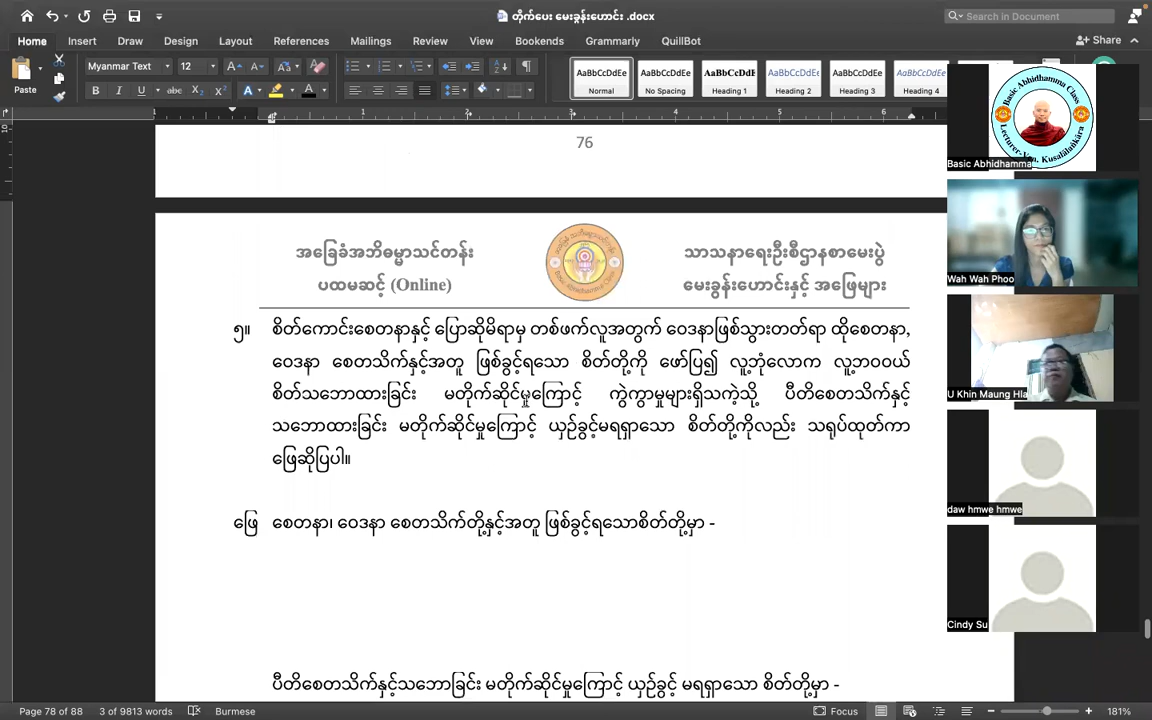 တိုက်ပေး မေးခွန်းဟောင်း .docx
Search in Document
Home Insert Draw Design Layout References Mailings Review View Bookends Grammarly QuillBot
Share
Paste
Myanmar Text 12
AaBbCcDdEe AaBbCcDdEe AaBbCcDdE AaBbCcDdE AaBbCcDdEe AaBbCcDdEe
Normal No Spacing Heading 1 Heading 2 Heading 3 Heading 4
76
အခြေခံအဘိဓမ္မာသင်တန်း
ပထမဆင့် (Online)
သာသနာရေးဦးစီဌာနစာမေးပွဲ
မေးခွန်းဟောင်းနှင့် အဖြေများ
၅။ စိတ်ကောင်းစေတနာနှင့် ပြောဆိုမိရာမှ တစ်ဖက်လူအတွက် ဝေဒနာဖြစ်သွားတတ်ရာ ထိုစေတနာ,
ဝေဒနာ စေတသိက်နှင့်အတူ ဖြစ်ခွင့်ရသော စိတ်တို့ကို ဖော်ပြ၍ လူ့ဘုံလောက လူ့ဘဝဝယ်
စိတ်သဘောထားခြင်း မတိုက်ဆိုင်မှုကြောင့် ကွဲကွာမှုများရှိသကဲ့သို့ ပီတိစေတသိက်နှင့်
သဘောထားခြင်း မတိုက်ဆိုင်မှုကြောင့် ယှဉ်ခွင့်မရရှာသော စိတ်တို့ကိုလည်း သရုပ်ထုတ်ကာ
ဖြေဆိုပြပါ။
ဖြေ စေတနာ၊ ဝေဒနာ စေတသိက်တို့နှင့်အတူ ဖြစ်ခွင့်ရသောစိတ်တို့မှာ -
ပီတိစေတသိက်နှင့်သဘောခြင်း မတိုက်ဆိုင်မှုကြောင့် ယှဉ်ခွင့် မရရှာသော စိတ်တို့မှာ -
Basic Abhidhamma Class
Lecturer-Ven. Kusalālaṅkāra
Basic Abhidhamma
Wah Wah Phoo
U Khin Maung Hla
daw hmwe hmwe
Cindy Su
Page 78 of 88 3 of 9813 words Burmese Focus 181%